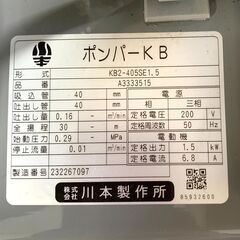 ポンパーKB
形式 KB2-405SE1.5
品番 A3333515
吸込口径 40 mm 電源
吐出し口径 40 mm 相 三相
吐出し量 0.16 m³/min 定格電圧 200 V
全揚程 30 m 定格周波数 50 Hz
始動圧力 0.29 MPa 電動機
停止流量 0.01 m³/min 定格出力 1.5 kW
製造番号 232267097 定格電流 6.8 A
株式会社 川本製作所
85932600